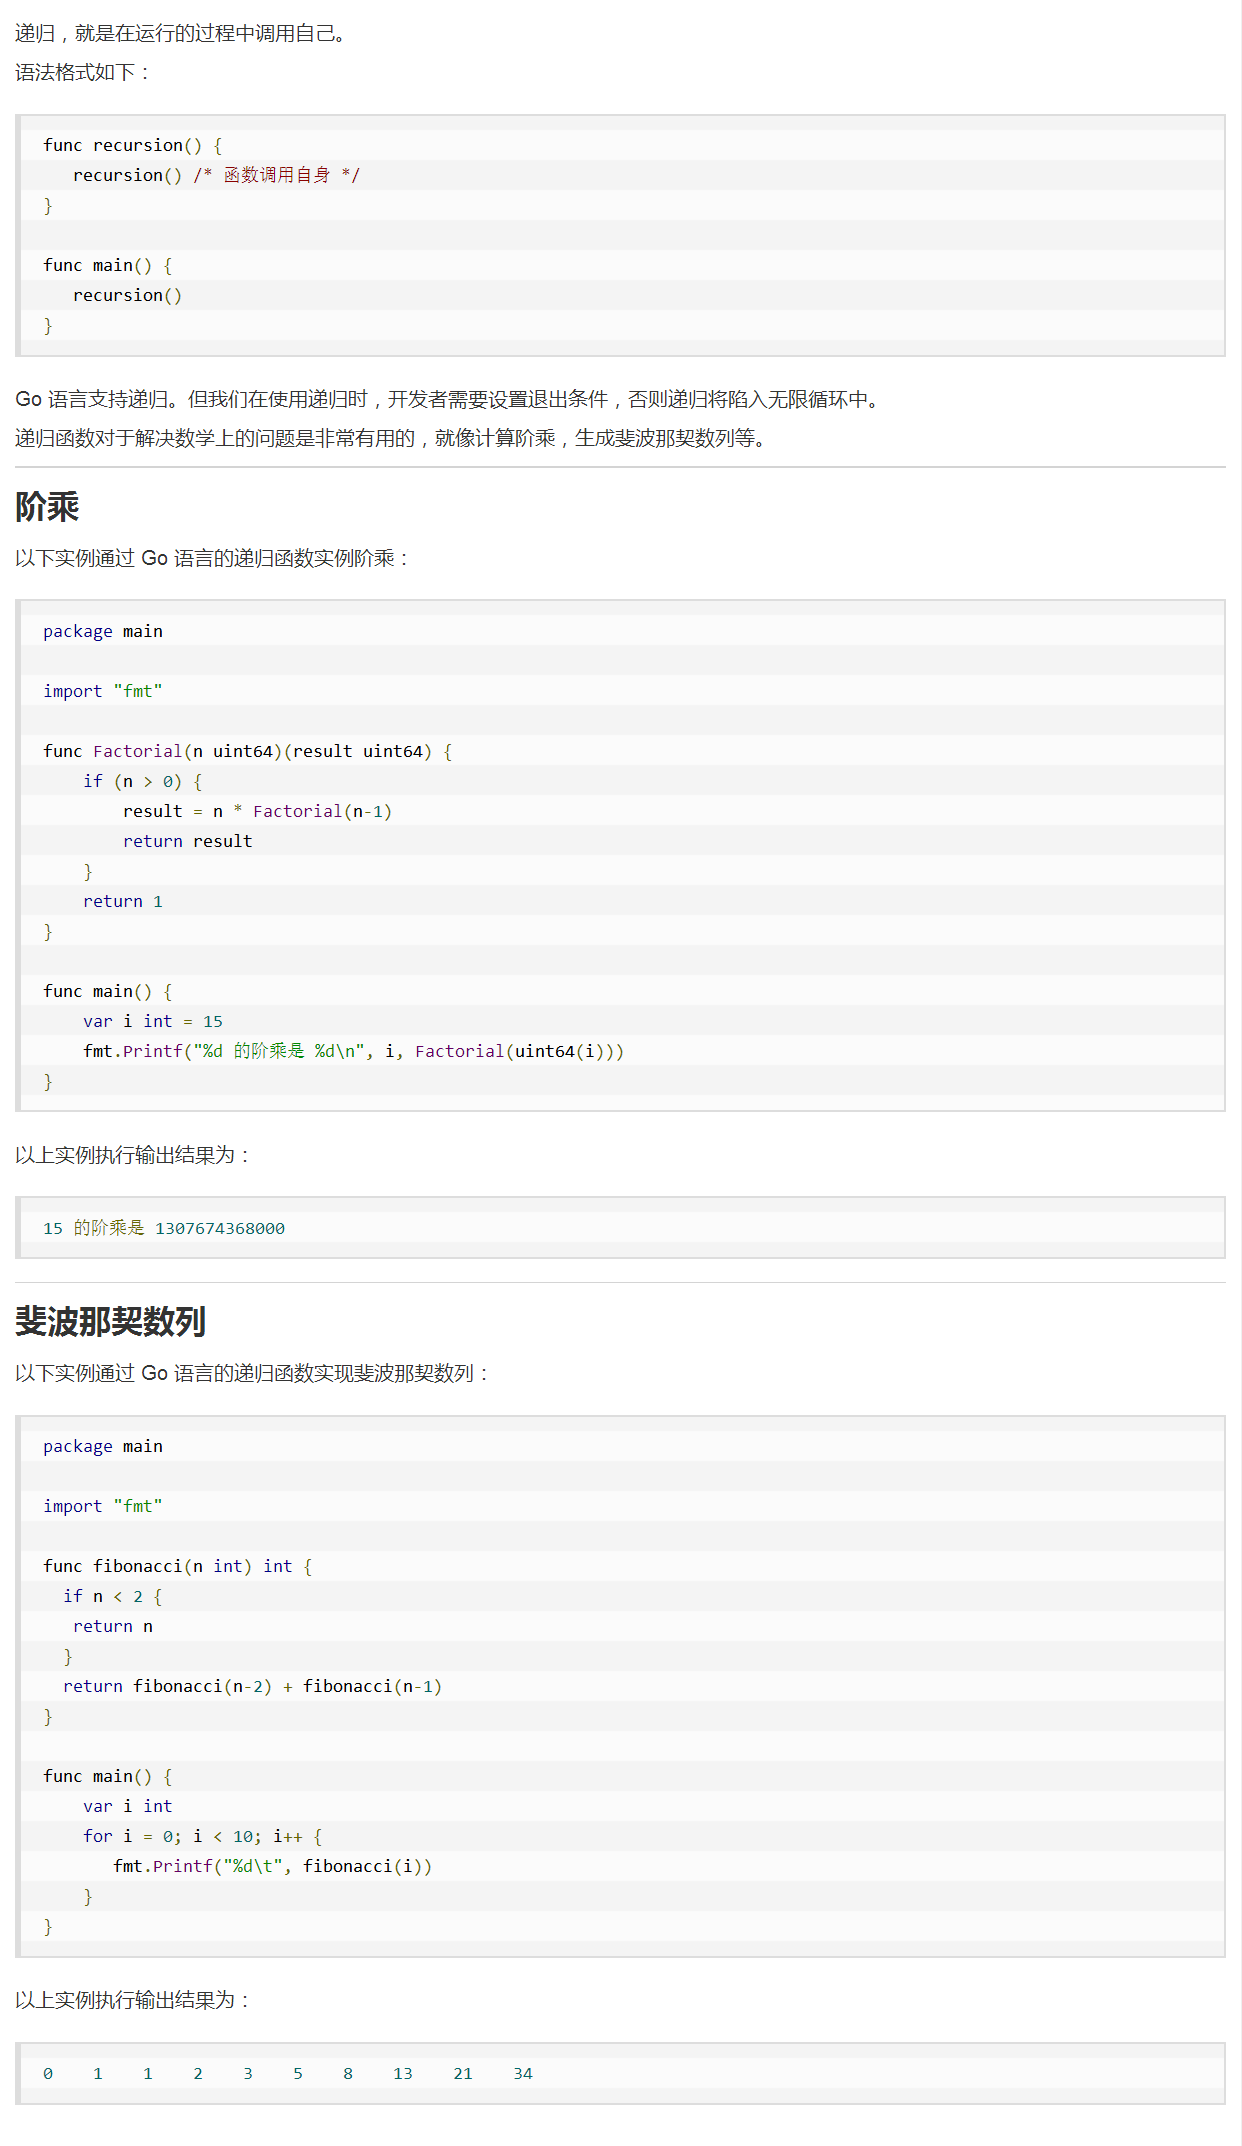 递归，就是在运行的过程中调用自己。
语法格式如下：
func recursion() {
   recursion() /* 函数调用自身 */
}
func main() {
   recursion()
}
Go 语言支持递归。但我们在使用递归时，开发者需要设置退出条件，否则递归将陷入无限循环中。
递归函数对于解决数学上的问题是非常有用的，就像计算阶乘，生成斐波那契数列等。
阶乘
以下实例通过 Go 语言的递归函数实例阶乘：
package main
import "fmt"
func Factorial(n uint64)(result uint64) {
    if (n > 0) {
        result = n * Factorial(n-1)
        return result
    }
    return 1
}
func main() {
    var i int = 15
    fmt.Printf("%d 的阶乘是 %d\n", i, Factorial(uint64(i)))
}
以上实例执行输出结果为：
15 的阶乘是 1307674368000
斐波那契数列
以下实例通过 Go 语言的递归函数实现斐波那契数列：
package main
import "fmt"
func fibonacci(n int) int {
  if n < 2 {
   return n
  }
  return fibonacci(n-2) + fibonacci(n-1)
}
func main() {
    var i int
    for i = 0; i < 10; i++ {
       fmt.Printf("%d\t", fibonacci(i))
    }
}
以上实例执行输出结果为：
0    1    1    2    3    5    8    13    21    34